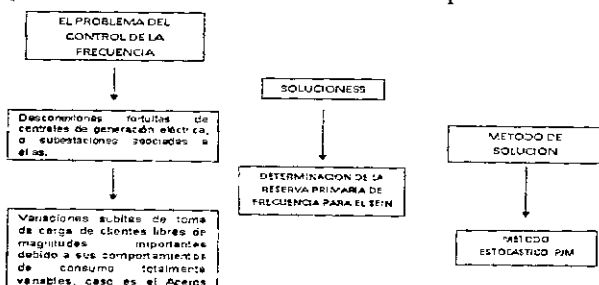 EL PROBLEMA DEL
CONTROL DE LA
FRECUENCIA
Desconexiones fortuitas de
centrales de generación eléctrica,
o subestaciones asociadas a
ellas.
Variaciones subitas de toma
de carga de clientes libres de
magnitudes importantes
debido a sus comportamientos
de consumo totalmente
variables, caso es el Aceros
SOLUCIONESS
DETERMINACION DE LA
RESERVA PRIMARIA DE
FRECUENCIA PARA EL SEIN
METODO DE
SOLUCION
METODO
ESTOCASTICO PJM